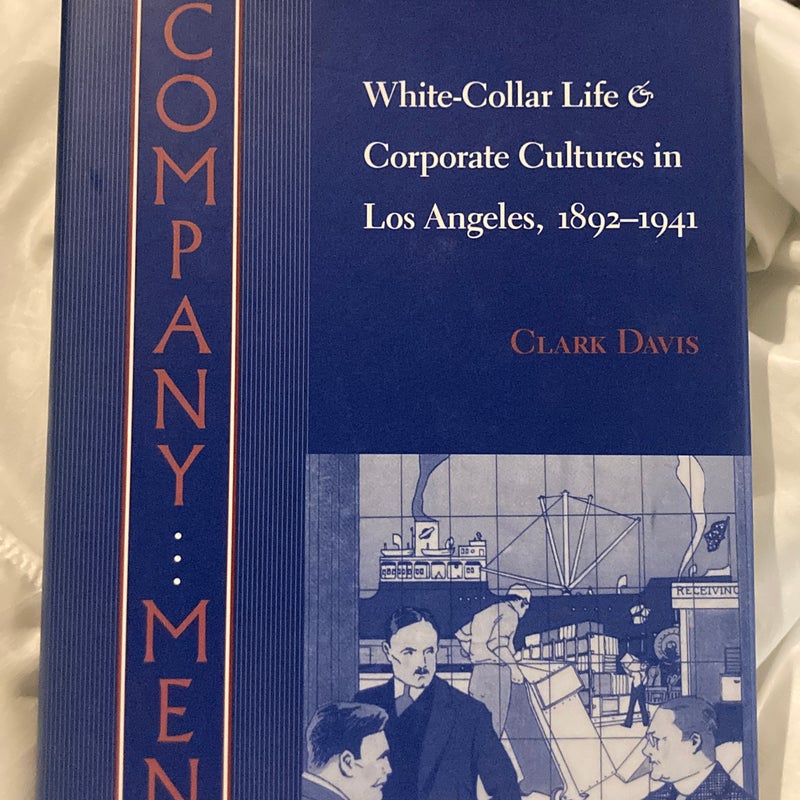 COMPANY MEN
White-Collar Life &
Corporate Cultures in
Los Angeles, 1892–1941
CLARK DAVIS
RECEIVING